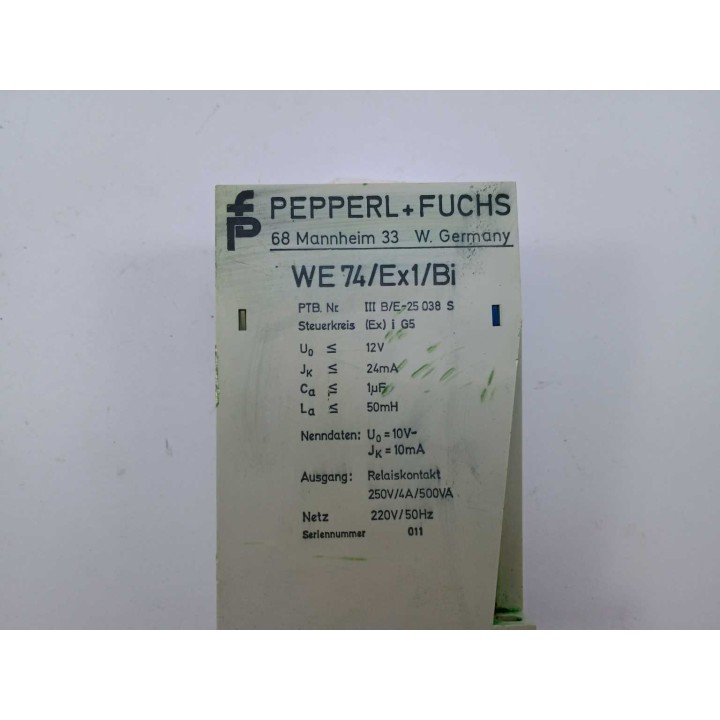 fp PEPPERL+FUCHS
68 Mannheim 33 W. Germany
WE 74/Ex1/Bi
PTB. Nr. III B/E-25 038 S
Steuerkreis (Ex) i G5
U₀ ≤ 12V
Jₖ ≤ 24mA
Cₐ ≤ 1µF
Lₐ ≤ 50mH
Nenndaten: U₀ = 10V-
Jₖ = 10mA
Ausgang: Relaiskontakt
250V/4A/500VA
Netz 220V/50Hz
Seriennummer 011